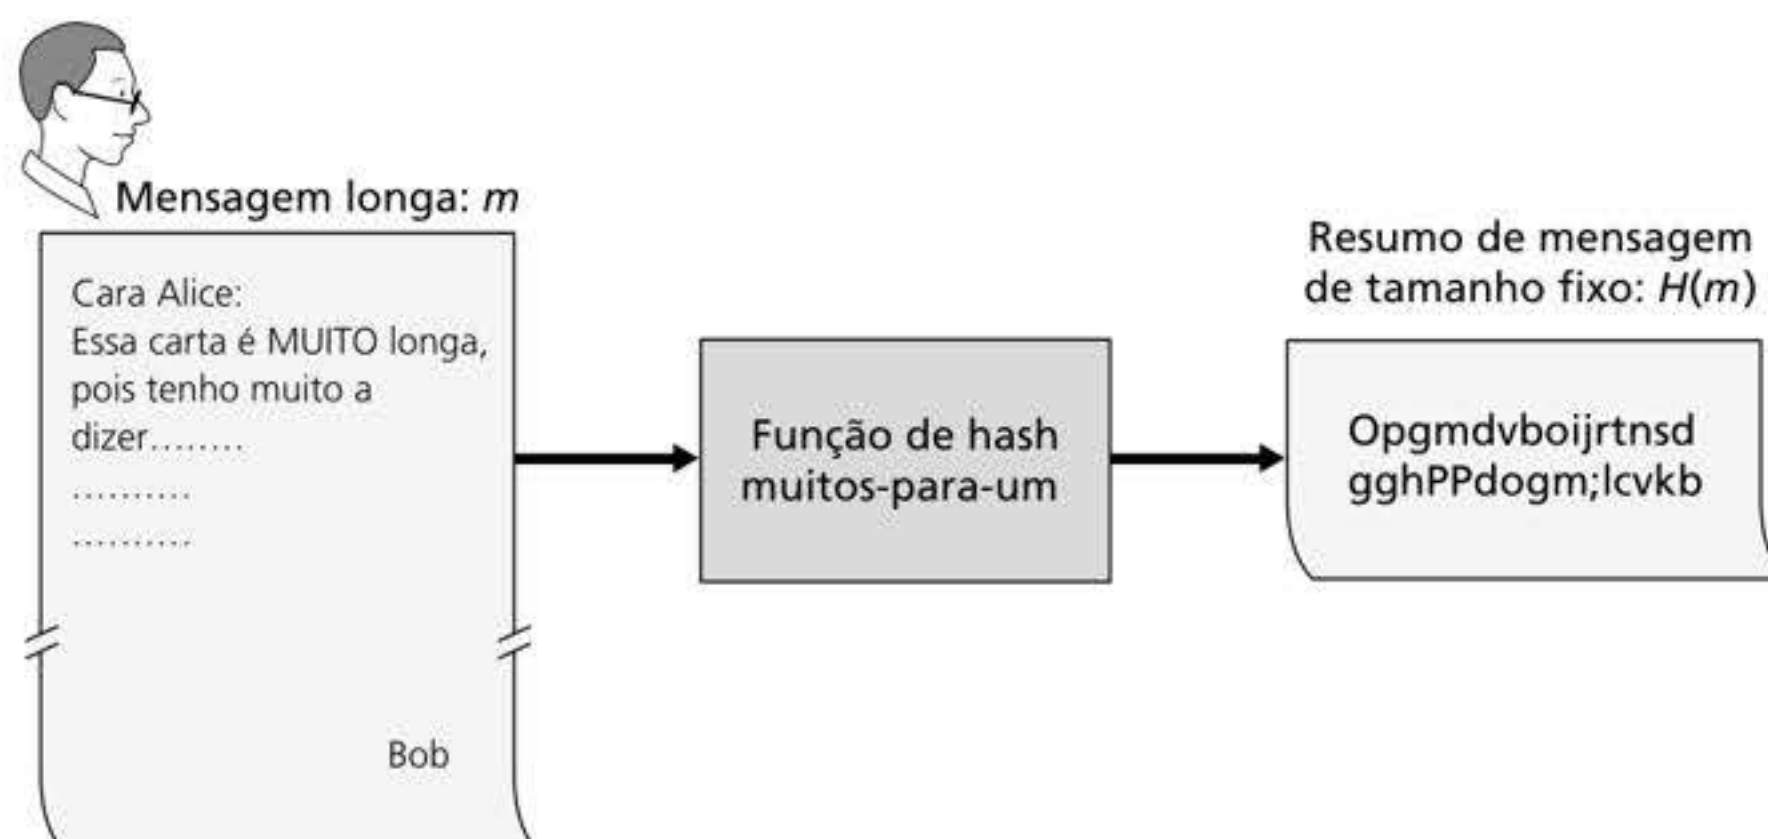 Mensagem longa: m
Cara Alice:
Essa carta é MUITO longa,
pois tenho muito a
dizer........
..........
..........
Bob
Função de hash
muitos-para-um
Resumo de mensagem
de tamanho fixo: H(m)
Opgmdvboijrtnsd
gghPPdogm;lcvkb